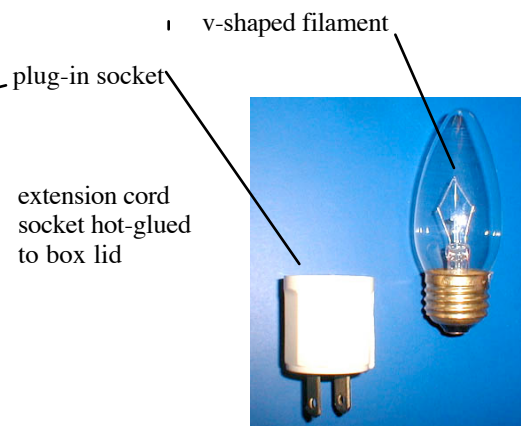 v-shaped filament
plug-in socket
extension cord
socket hot-glued
to box lid